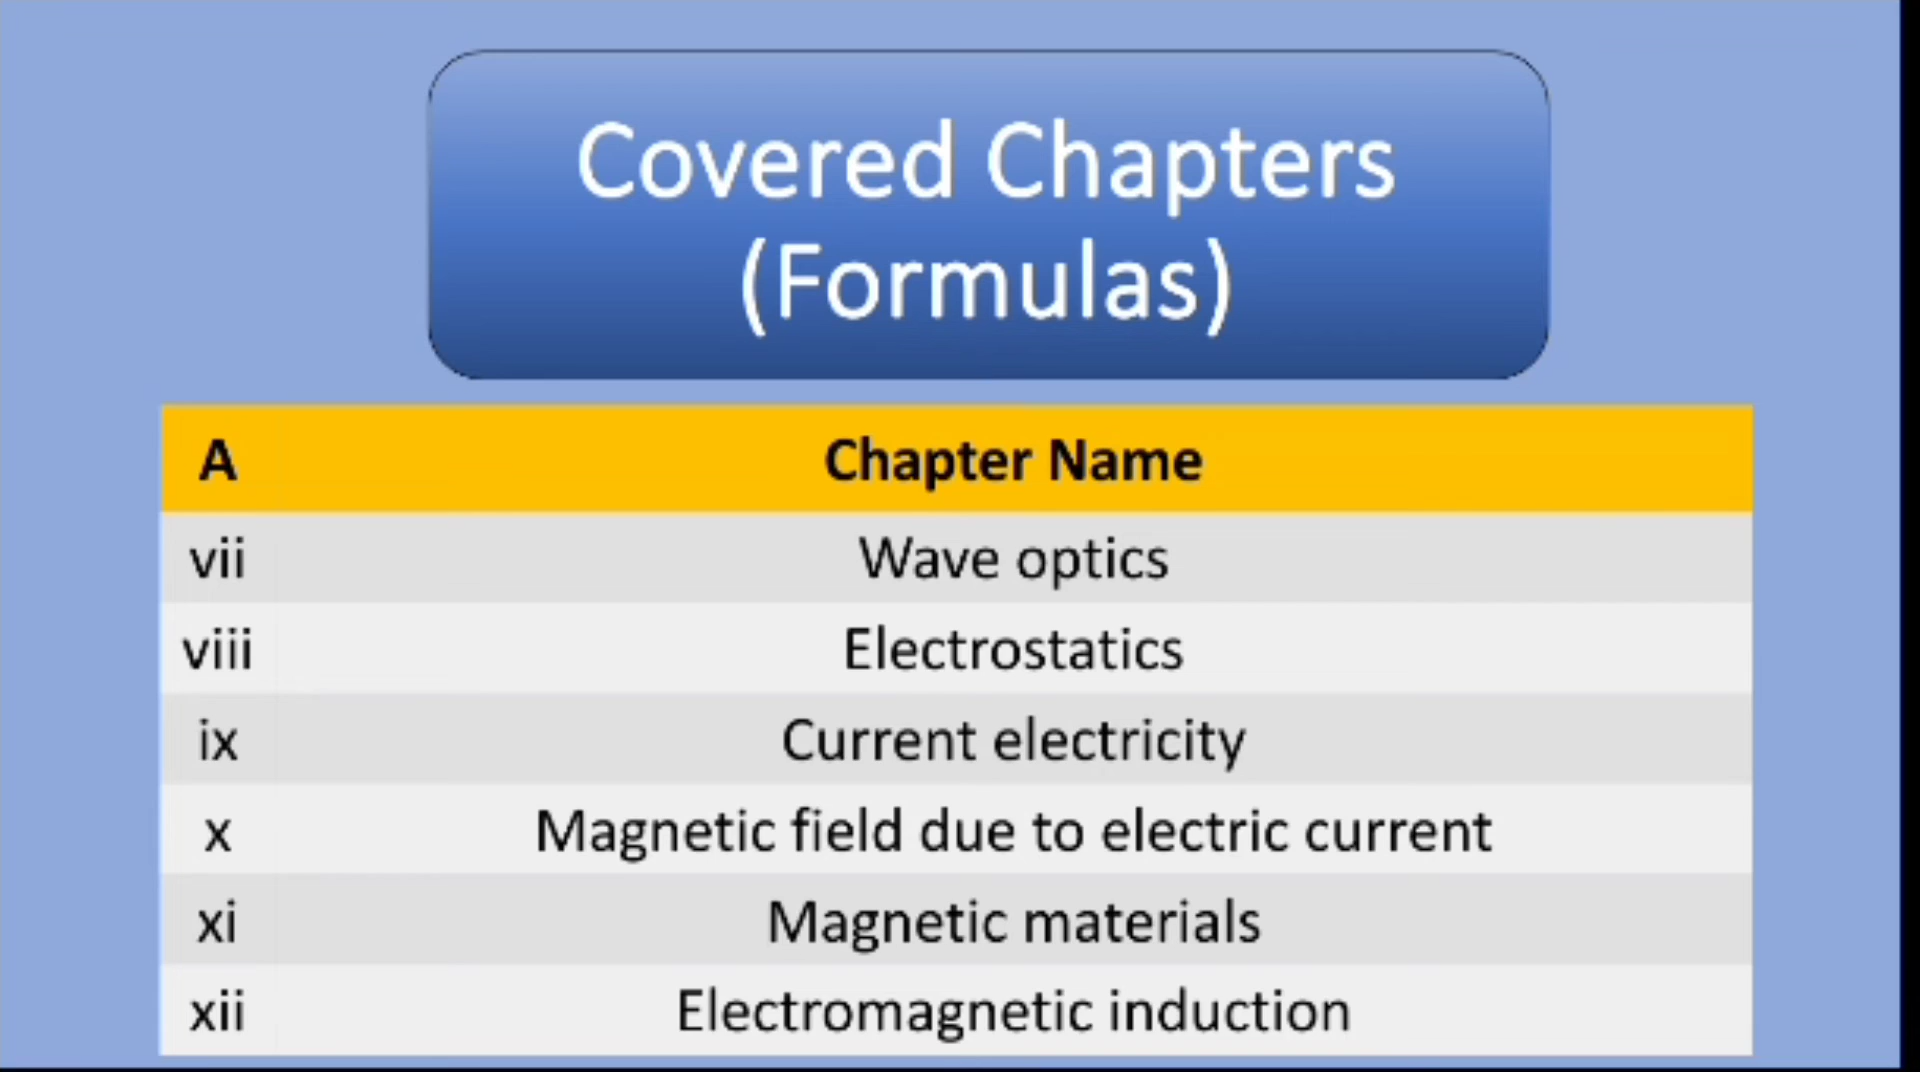 Covered Chapters
(Formulas)
A Chapter Name
vii Wave optics
viii Electrostatics
ix Current electricity
x Magnetic field due to electric current
xi Magnetic materials
xii Electromagnetic induction